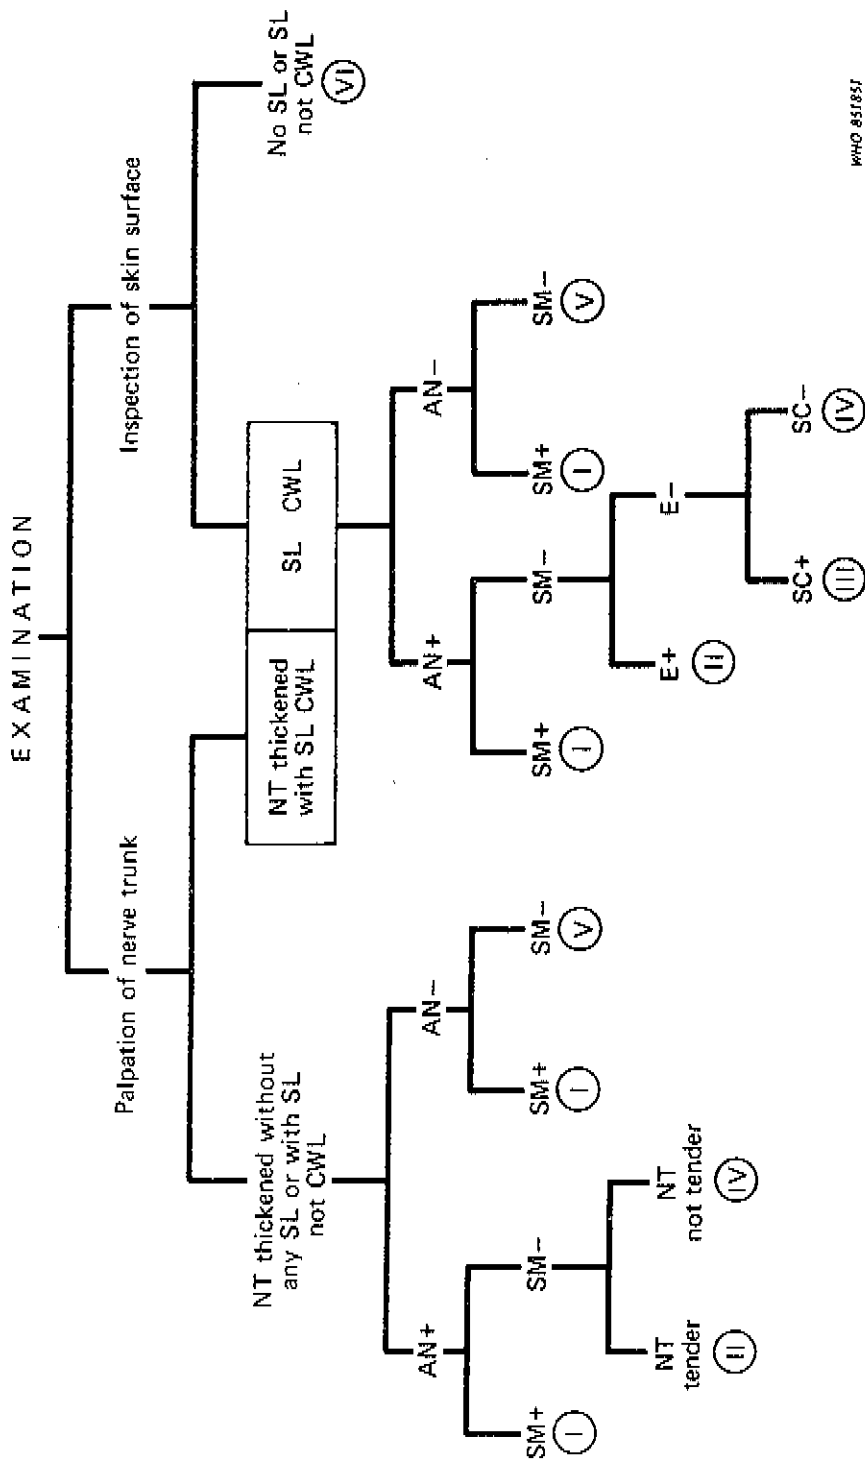 EXAMINATION
Palpation of nerve trunk
Inspection of skin surface
NT thickened without
any SL or with SL
not CWL
NT thickened
with SL CWL
SL CWL
No SL or SL
not CWL
VI
AN+
AN−
AN+
AN−
SM+
I
SM−
SM+
I
SM−
V
SM+
I
SM−
SM+
I
SM−
V
NT
tender
II
NT
not tender
IV
E+
II
E−
SC+
III
SC−
IV
WHO 851851